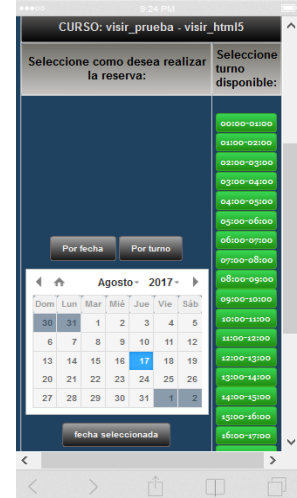 9:24 PM
CURSO: visir_prueba - visir_html5
Seleccione como desea realizar la reserva:
Seleccione turno disponible:
Por fecha Por turno
Agosto 2017
Dom Lun Mar Mié Jue Vie Sáb
30 31 1 2 3 4 5
6 7 8 9 10 11 12
13 14 15 16 17 18 19
20 21 22 23 24 25 26
27 28 29 30 31 1 2
fecha seleccionada
00:00-01:00
01:00-02:00
02:00-03:00
03:00-04:00
04:00-05:00
05:00-06:00
06:00-07:00
07:00-08:00
08:00-09:00
09:00-10:00
10:00-11:00
11:00-12:00
12:00-13:00
13:00-14:00
14:00-15:00
15:00-16:00
16:00-17:00